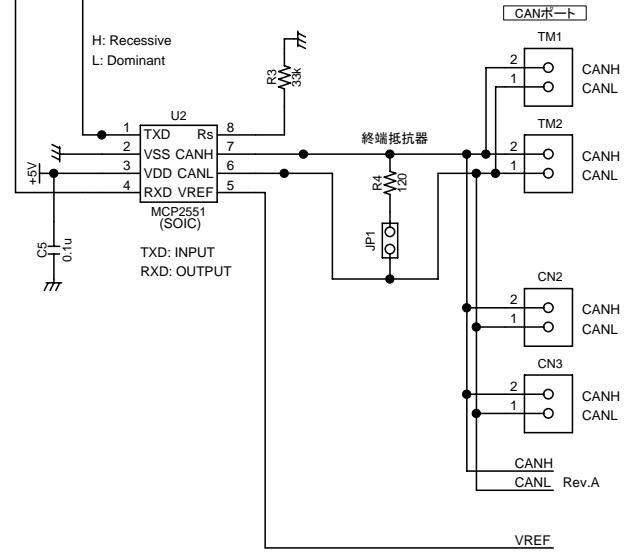 CANポート
H: Recessive
L: Dominant
R3
33k
TM1
2
1
CANH
CANL
U2
1 TXD Rs 8
2 VSS CANH 7
3 VDD CANL 6
4 RXD VREF 5
MCP2551
(SOIC)
+5V
C5
0.1u
TXD: INPUT
RXD: OUTPUT
終端抵抗器
R4
120
JP1
TM2
2
1
CANH
CANL
CN2
2
1
CANH
CANL
CN3
2
1
CANH
CANL
CANH
CANL Rev.A
VREF